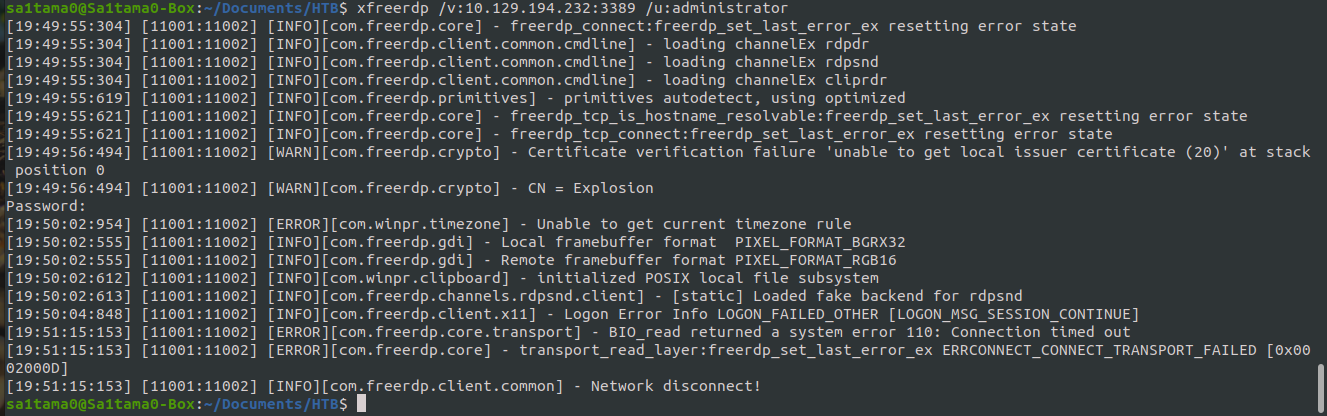 sa1tama0@Sa1tama0-Box:~/Documents/HTB$ xfreerdp /v:10.129.194.232:3389 /u:administrator
[19:49:55:304] [11001:11002] [INFO][com.freerdp.core] - freerdp_connect:freerdp_set_last_error_ex resetting error state
[19:49:55:304] [11001:11002] [INFO][com.freerdp.client.common.cmdline] - loading channelEx rdpdr
[19:49:55:304] [11001:11002] [INFO][com.freerdp.client.common.cmdline] - loading channelEx rdpsnd
[19:49:55:304] [11001:11002] [INFO][com.freerdp.client.common.cmdline] - loading channelEx cliprdr
[19:49:55:619] [11001:11002] [INFO][com.freerdp.primitives] - primitives autodetect, using optimized
[19:49:55:621] [11001:11002] [INFO][com.freerdp.core] - freerdp_tcp_is_hostname_resolvable:freerdp_set_last_error_ex resetting error state
[19:49:55:621] [11001:11002] [INFO][com.freerdp.core] - freerdp_tcp_connect:freerdp_set_last_error_ex resetting error state
[19:49:56:494] [11001:11002] [WARN][com.freerdp.crypto] - Certificate verification failure 'unable to get local issuer certificate (20)' at stack
 position 0
[19:49:56:494] [11001:11002] [WARN][com.freerdp.crypto] - CN = Explosion
Password:
[19:50:02:954] [11001:11002] [ERROR][com.winpr.timezone] - Unable to get current timezone rule
[19:50:02:555] [11001:11002] [INFO][com.freerdp.gdi] - Local framebuffer format  PIXEL_FORMAT_BGRX32
[19:50:02:555] [11001:11002] [INFO][com.freerdp.gdi] - Remote framebuffer format PIXEL_FORMAT_RGB16
[19:50:02:612] [11001:11002] [INFO][com.winpr.clipboard] - initialized POSIX local file subsystem
[19:50:02:613] [11001:11002] [INFO][com.freerdp.channels.rdpsnd.client] - [static] Loaded fake backend for rdpsnd
[19:50:04:848] [11001:11002] [INFO][com.freerdp.client.x11] - Logon Error Info LOGON_FAILED_OTHER [LOGON_MSG_SESSION_CONTINUE]
[19:51:15:153] [11001:11002] [ERROR][com.freerdp.core.transport] - BIO_read returned a system error 110: Connection timed out
[19:51:15:153] [11001:11002] [ERROR][com.freerdp.core] - transport_read_layer:freerdp_set_last_error_ex ERRCONNECT_CONNECT_TRANSPORT_FAILED [0x00
02000D]
[19:51:15:153] [11001:11002] [INFO][com.freerdp.client.common] - Network disconnect!
sa1tama0@Sa1tama0-Box:~/Documents/HTB$